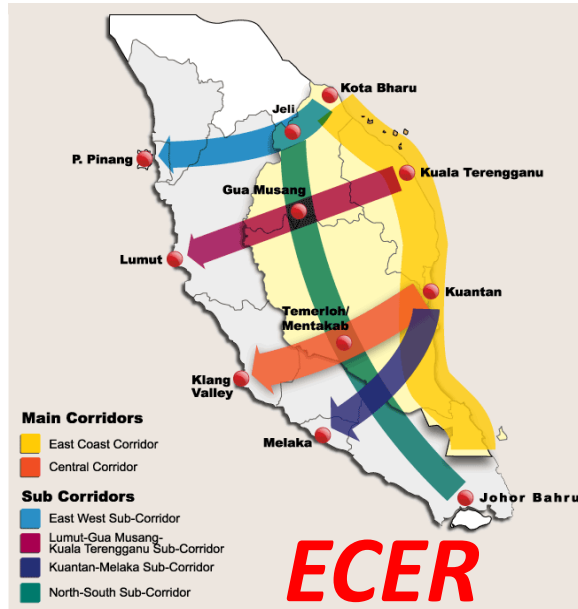 Kota Bharu
Jeli
P. Pinang
Kuala Terengganu
Gua Musang
Lumut
Kuantan
Temerloh/
Mentakab
Klang
Valley
Melaka
Johor Bahru
Main Corridors
East Coast Corridor
Central Corridor
Sub Corridors
East West Sub-Corridor
Lumut-Gua Musang-
Kuala Terengganu Sub-Corridor
Kuantan-Melaka Sub-Corridor
North-South Sub-Corridor
ECER